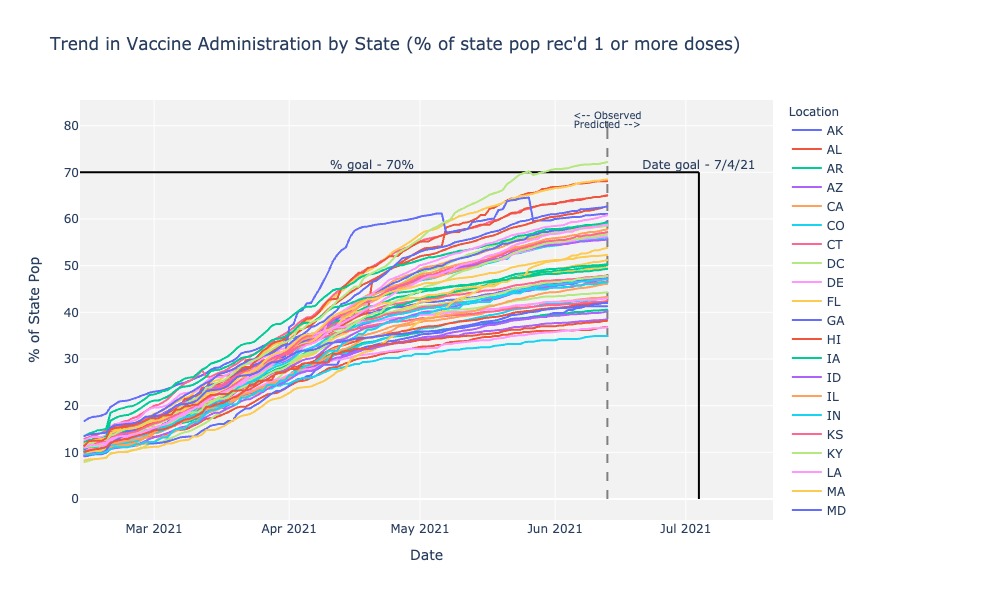 Trend in Vaccine Administration by State (% of state pop rec'd 1 or more doses)
<-- Observed
Predicted -->
% goal - 70%
Date goal - 7/4/21
80
70
60
50
40
30
20
10
0
% of State Pop
Mar 2021
Apr 2021
May 2021
Jun 2021
Jul 2021
Date
Location
AK
AL
AR
AZ
CA
CO
CT
DC
DE
FL
GA
HI
IA
ID
IL
IN
KS
KY
LA
MA
MD